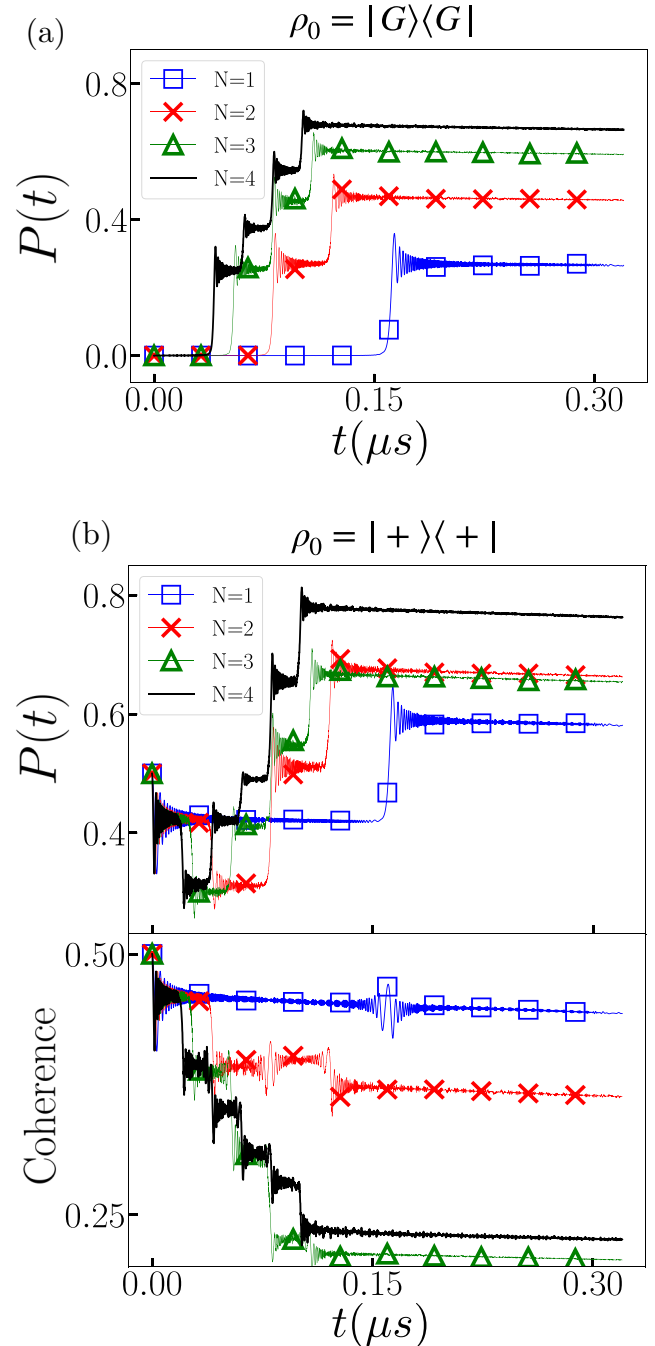 (a)
ρ₀ = |G⟩⟨G|
N=1
N=2
N=3
N=4
0.8
0.4
0.0
P(t)
0.00 0.15 0.30
t(μs)
(b)
ρ₀ = |+⟩⟨+|
N=1
N=2
N=3
N=4
0.8
0.6
0.4
P(t)
0.50
0.25
Coherence
0.00 0.15 0.30
t(μs)